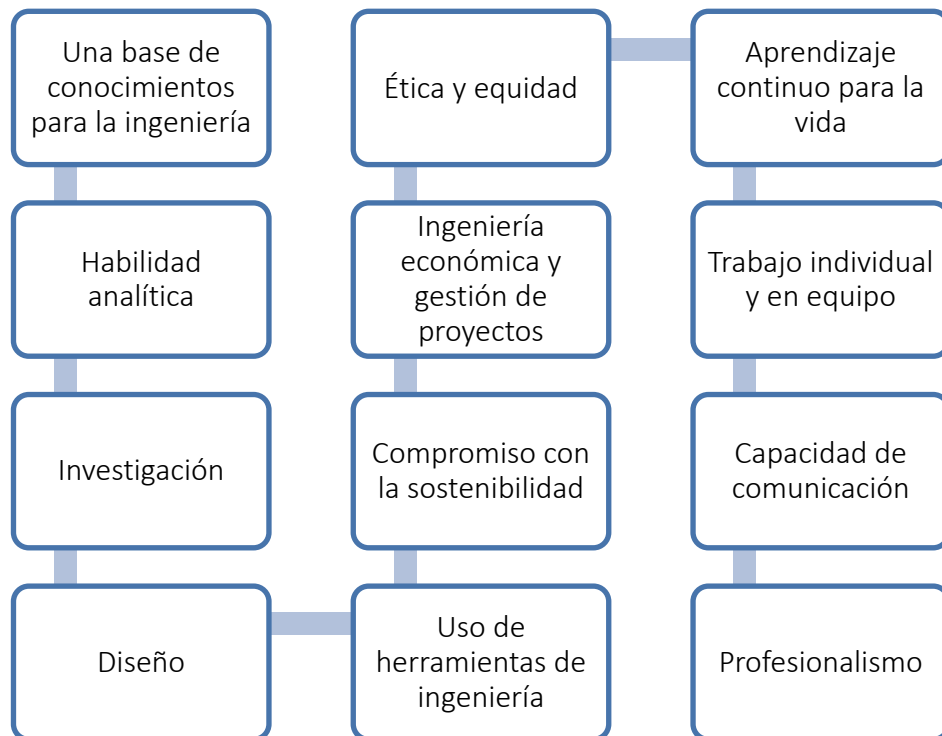 Una base de
conocimientos
para la ingeniería
Habilidad
analítica
Investigación
Diseño
Uso de
herramientas de
ingeniería
Compromiso con
la sostenibilidad
Ingeniería
económica y
gestión de
proyectos
Ética y equidad
Aprendizaje
continuo para la
vida
Trabajo individual
y en equipo
Capacidad de
comunicación
Profesionalismo